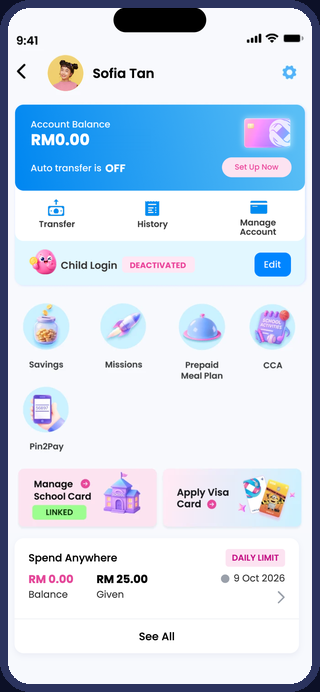 9:41
Sofia Tan
Account Balance
RM0.00
Auto transfer is OFF
Set Up Now
Transfer
History
Manage
Account
Child Login
DEACTIVATED
Edit
SCHOOL
ACTIVITIES
Savings
Missions
Prepaid
Meal Plan
CCA
Pin2Pay
Manage
School Card
LINKED
Apply Visa
Card
Spend Anywhere
DAILY LIMIT
RM 0.00
RM 25.00
9 Oct 2026
Balance
Given
See All